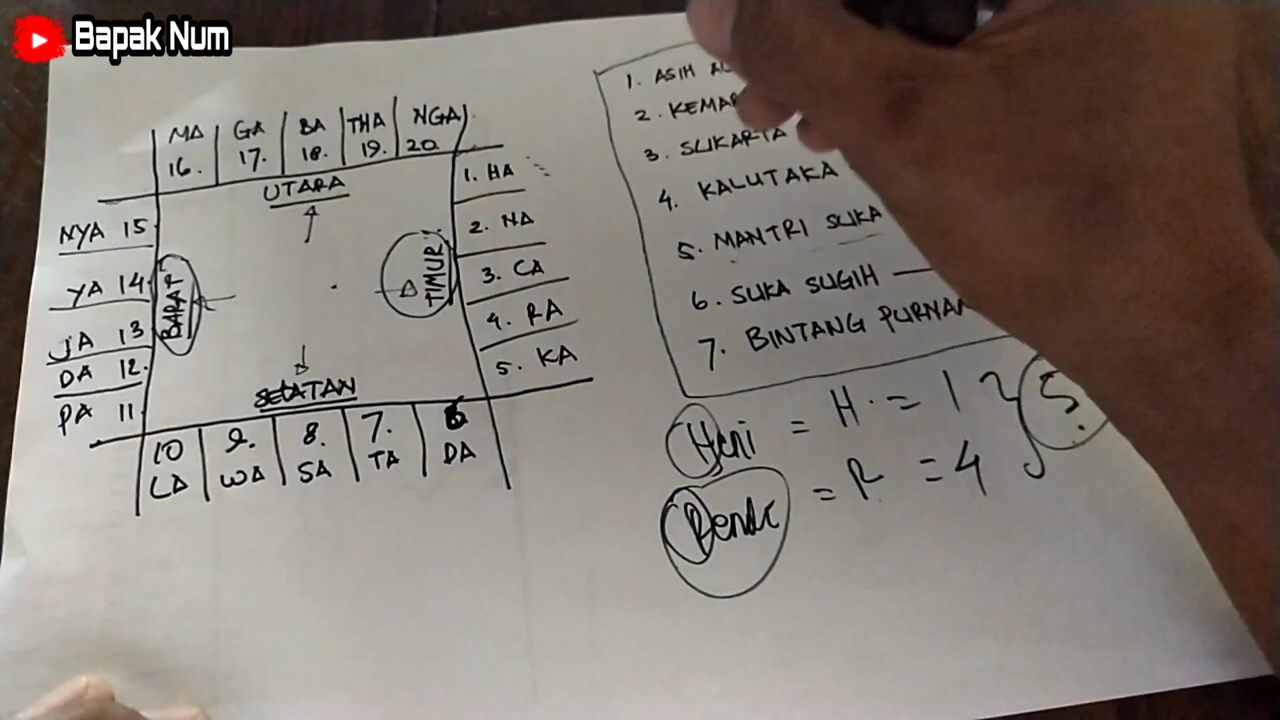 Bapak Num
MA GA BA THA NGA
16. 17. 18. 19. 20
UTARA
NYA 15
YA 14
JA 13
DA 12.
PA 11
BARAT
TIMUR
1. HA
2. NA
3. CA
4. RA
5. KA
SELATAN
10 9. 8. 7. 6
LA WA SA TA DA
1. ASIH
2.
3. SUKARTA
4. KALUTAKA
5. MANTRI SUKA
6. SUKA SUGIH —
7. BINTANG
Heni = H = 1
= R = 4
5